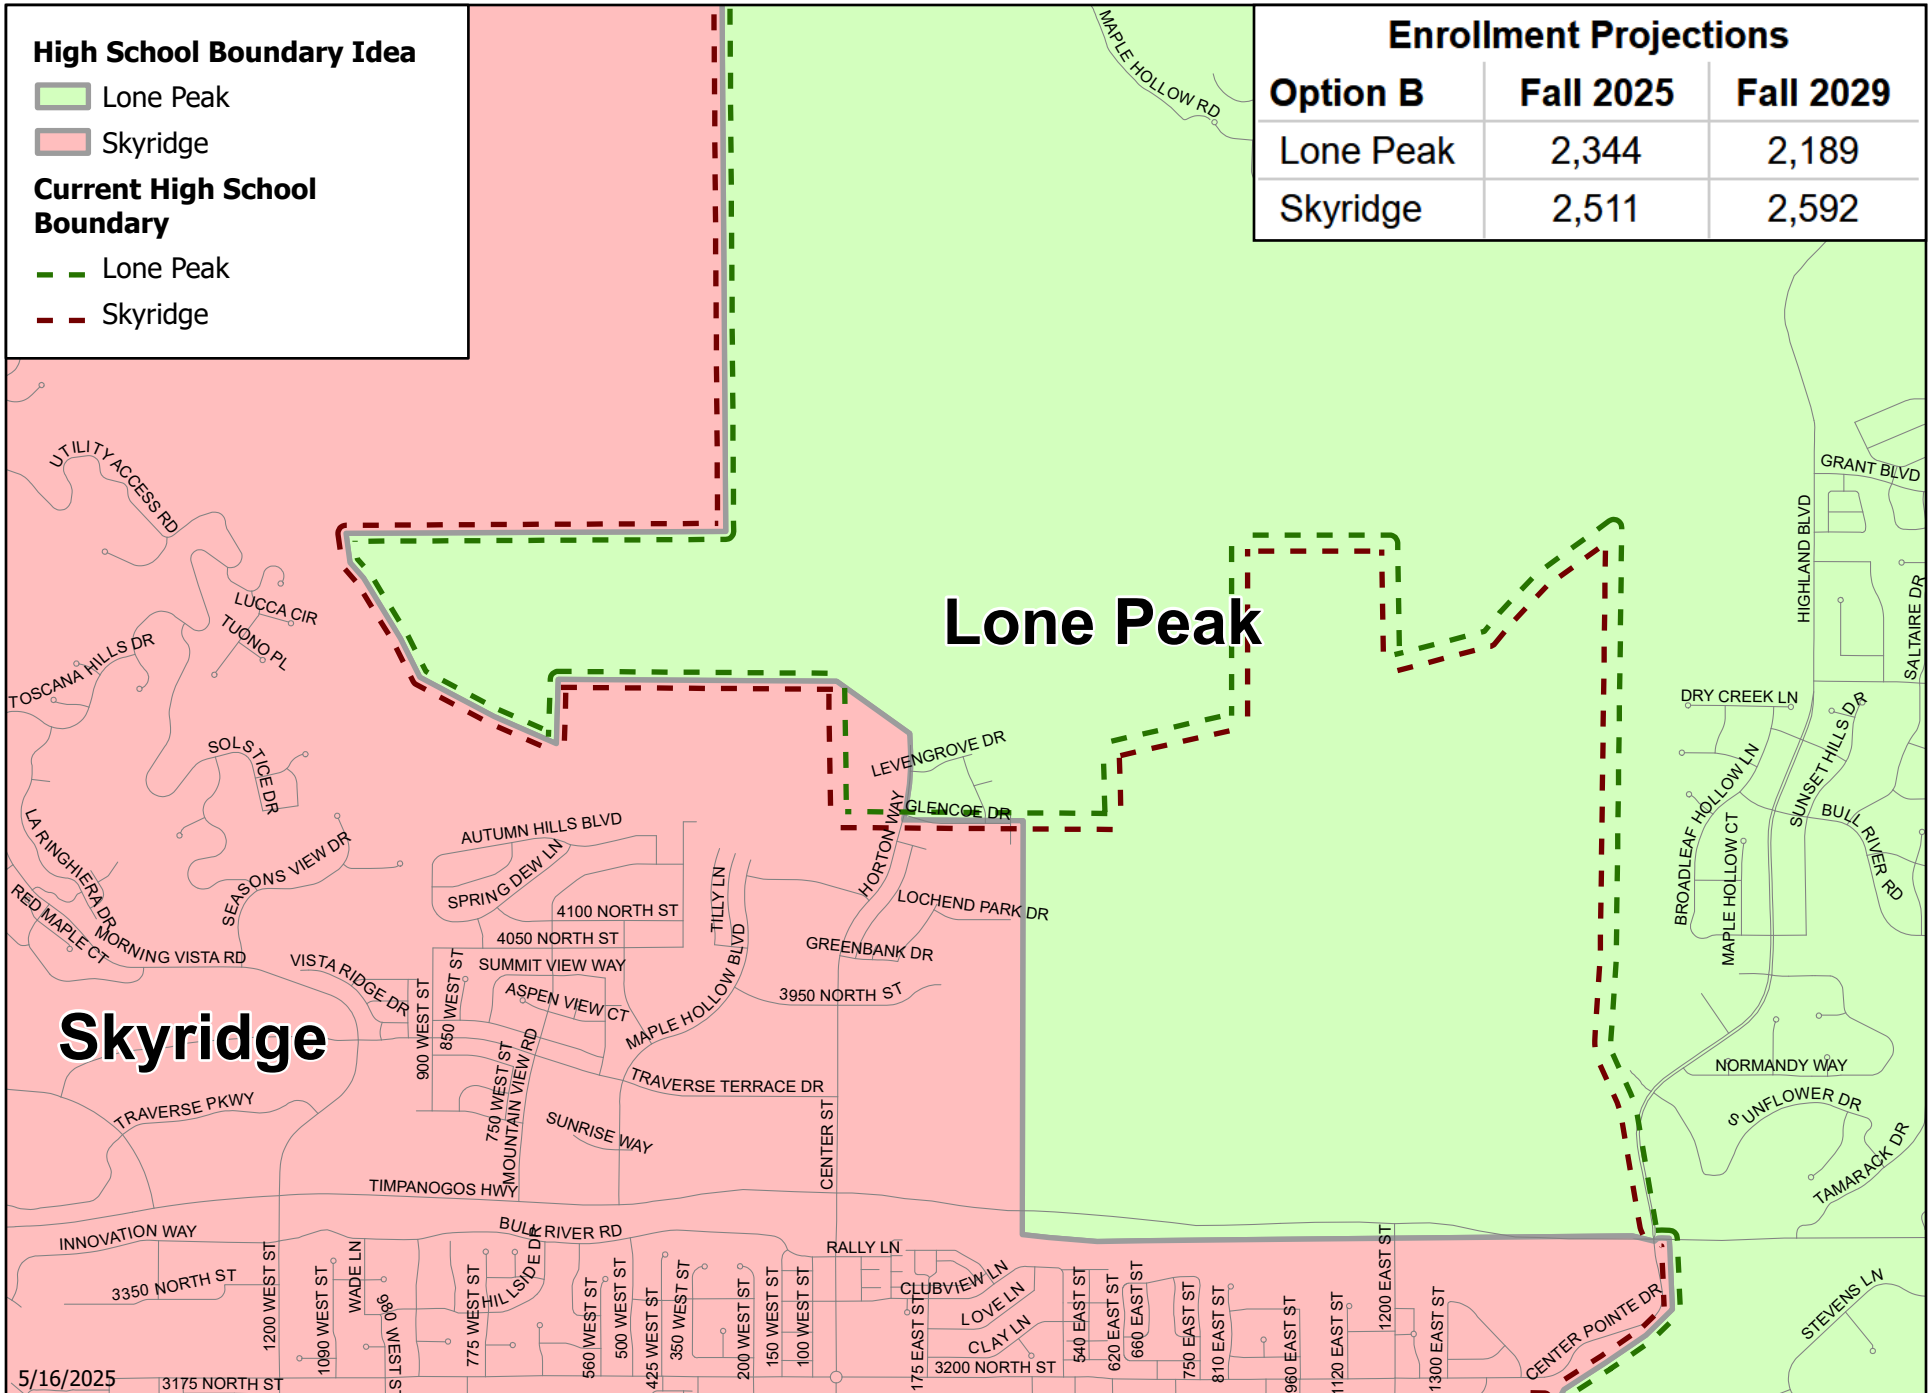 High School Boundary Idea
Lone Peak
Skyridge
Current High School
Boundary
Lone Peak
Skyridge
Enrollment Projections
Option B Fall 2025 Fall 2029
Lone Peak 2,344 2,189
Skyridge 2,511 2,592
MAPLE HOLLOW RD
UTILITY ACCESS RD
GRANT BLVD
HIGHLAND BLVD
SALTAIRE DR
LUCCA CIR
TUONO PL
TOSCANA HILLS DR
Lone Peak
DRY CREEK LN
SUNSET HILLS DR
BROADLEAF HOLLOW LN
MAPLE HOLLOW CT
BULL RIVER RD
SOLSTICE DR
LEVENGROVE DR
GLENCOE DR
HORTON WAY
LA RINGHIERA DR
SEASONS VIEW DR
AUTUMN HILLS BLVD
SPRING DEW LN
TILLY LN
LOCHEND PARK DR
RED MAPLE CT
MORNING VISTA RD
4100 NORTH ST
4050 NORTH ST
GREENBANK DR
VISTA RIDGE DR
SUMMIT VIEW WAY
ASPEN VIEW CT
3950 NORTH ST
900 WEST ST
850 WEST ST
MAPLE HOLLOW BLVD
Skyridge
750 WEST ST
MOUNTAIN VIEW RD
TRAVERSE TERRACE DR
NORMANDY WAY
SUNFLOWER DR
TAMARACK DR
TRAVERSE PKWY
SUNRISE WAY
CENTER ST
TIMPANOGOS HWY
INNOVATION WAY
BULL RIVER RD
RALLY LN
3350 NORTH ST
1200 WEST ST
1090 WEST ST
WADE LN
980 WEST ST
775 WEST ST
HILLSIDE DR
560 WEST ST
500 WEST ST
425 WEST ST
350 WEST ST
200 WEST ST
150 WEST ST
100 WEST ST
175 EAST ST
CLUBVIEW LN
LOVE LN
CLAY LN
3200 NORTH ST
540 EAST ST
620 EAST ST
660 EAST ST
750 EAST ST
810 EAST ST
960 EAST ST
1120 EAST ST
1200 EAST ST
1300 EAST ST
CENTER POINTE DR
STEVENS LN
5/16/2025
3175 NORTH ST